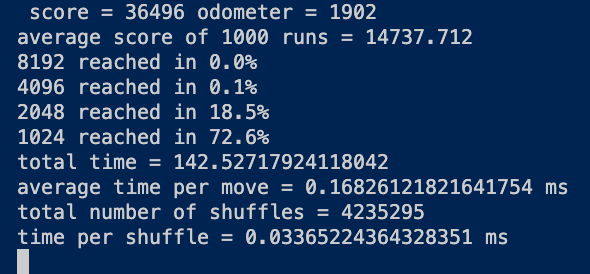 score = 36496 odometer = 1902
average score of 1000 runs = 14737.712
8192 reached in 0.0%
4096 reached in 0.1%
2048 reached in 18.5%
1024 reached in 72.6%
total time = 142.52717924118042
average time per move = 0.16826121821641754 ms
total number of shuffles = 4235295
time per shuffle = 0.03365224364328351 ms